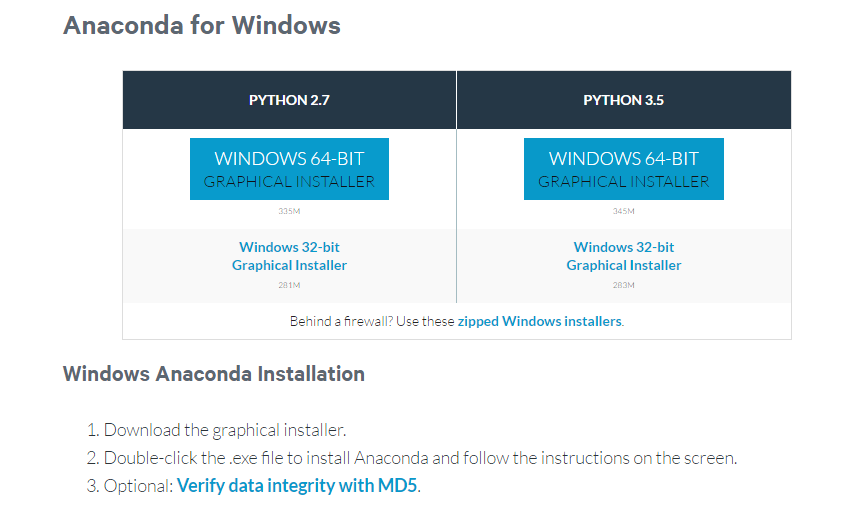 Anaconda for Windows
PYTHON 2.7
PYTHON 3.5
WINDOWS 64-BIT
GRAPHICAL INSTALLER
335M
WINDOWS 64-BIT
GRAPHICAL INSTALLER
345M
Windows 32-bit
Graphical Installer
281M
Windows 32-bit
Graphical Installer
283M
Behind a firewall? Use these zipped Windows installers.
Windows Anaconda Installation
1. Download the graphical installer.
2. Double-click the .exe file to install Anaconda and follow the instructions on the screen.
3. Optional: Verify data integrity with MD5.